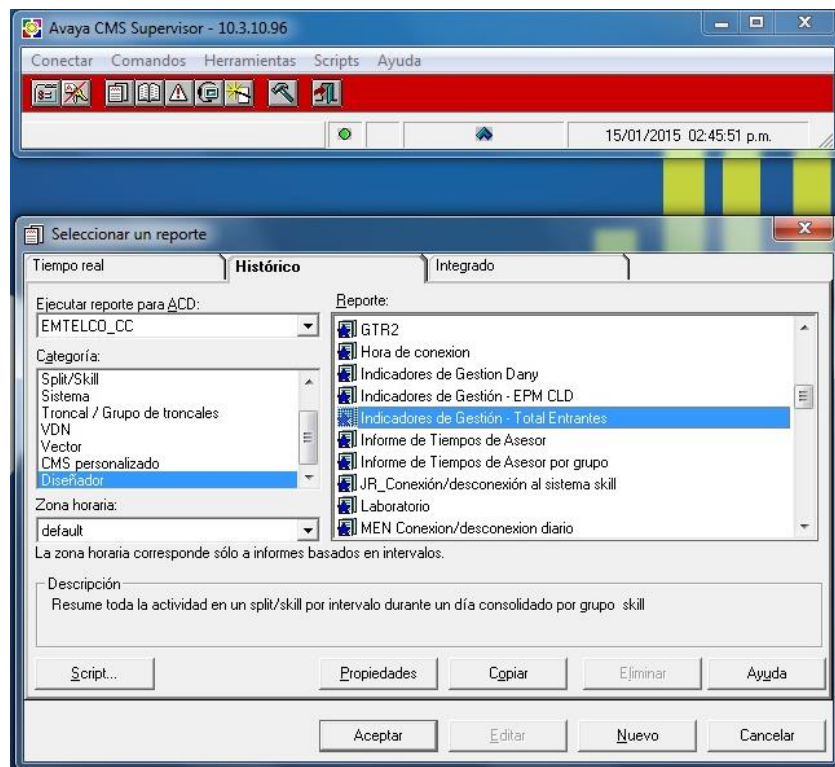 Avaya CMS Supervisor - 10.3.10.96
Conectar Comandos Herramientas Scripts Ayuda
15/01/2015 02:45:51 p.m.
Seleccionar un reporte
Tiempo real Histórico Integrado
Ejecutar reporte para ACD:
EMTELCO_CC
Categoría:
Split/Skill
Sistema
Troncal / Grupo de troncales
VDN
Vector
CMS personalizado
Diseñador
Zona horaria:
default
Reporte:
GTR2
Hora de conexion
Indicadores de Gestion Dany
Indicadores de Gestión - EPM CLD
Indicadores de Gestión - Total Entrantes
Informe de Tiempos de Asesor
Informe de Tiempos de Asesor por grupo
JR_Conexión/desconexión al sistema skill
Laboratorio
MEN Conexion/desconexion diario
La zona horaria corresponde sólo a informes basados en intervalos.
Descripción
Resume toda la actividad en un split/skill por intervalo durante un día consolidado por grupo skill
Script... Propiedades Copiar Eliminar Ayuda
Aceptar Editar Nuevo Cancelar